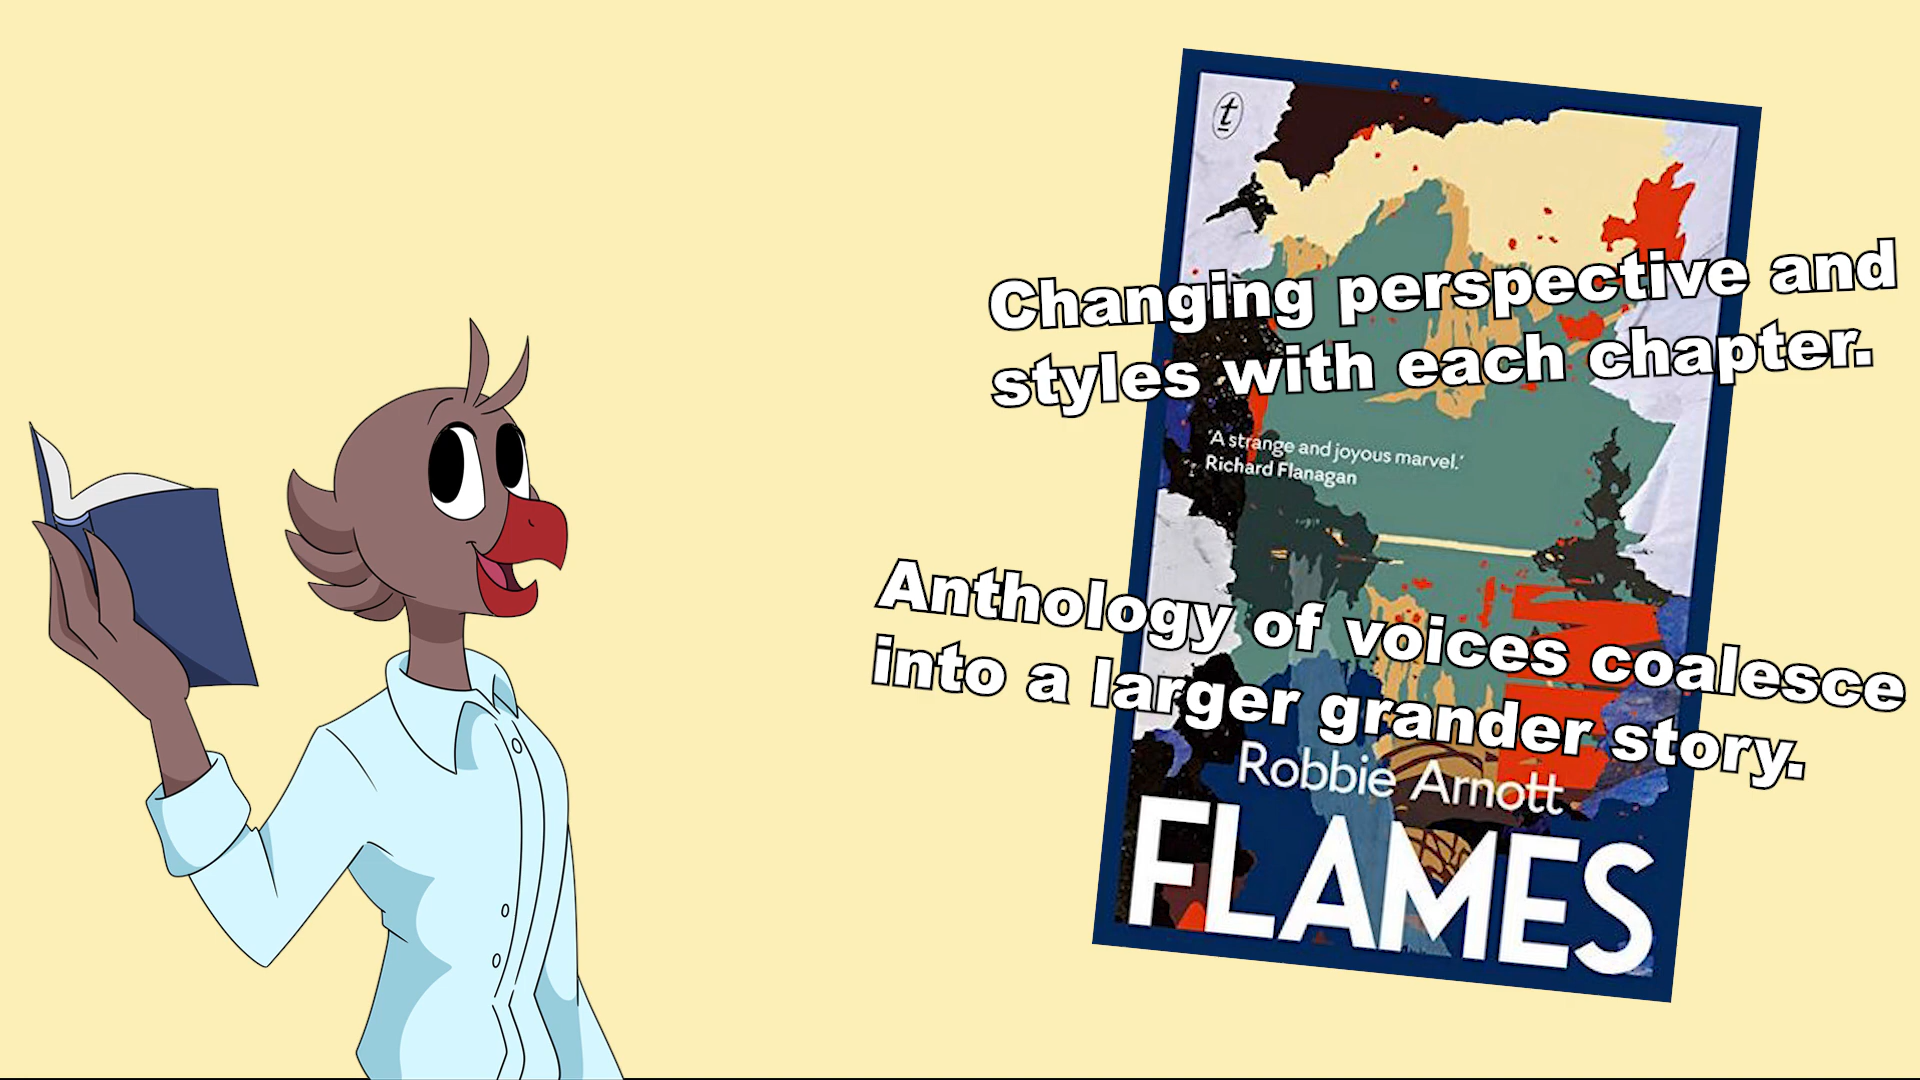 t
Changing perspective and
styles with each chapter.
'A strange and joyous marvel.'
Richard Flanagan
Anthology of voices coalesce
into a larger grander story.
Robbie Arnott
FLAMES